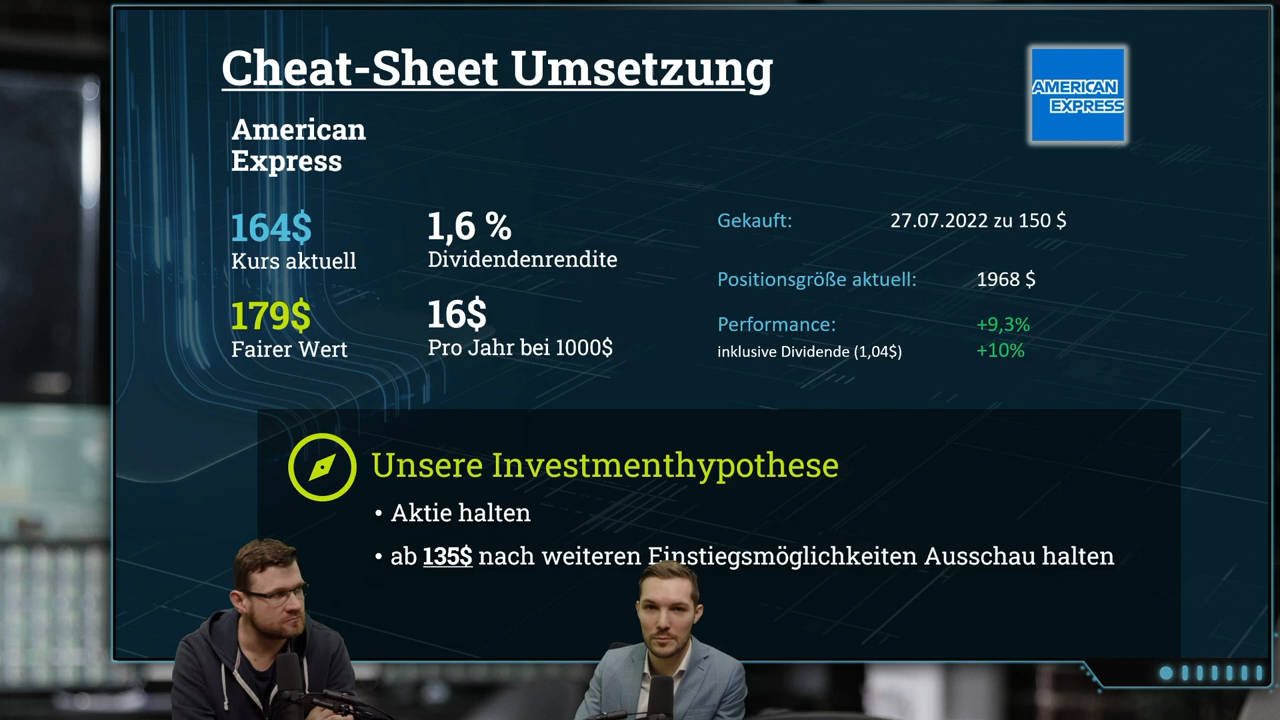 Cheat-Sheet Umsetzung
AMERICAN
EXPRESS
American
Express
164$
Kurs aktuell
1,6 %
Dividendenrendite
179$
Fairer Wert
16$
Pro Jahr bei 1000$
Gekauft: 27.07.2022 zu 150 $
Positionsgröße aktuell: 1968 $
Performance: +9,3%
inklusive Dividende (1,04$) +10%
Unsere Investmenthypothese
• Aktie halten
• ab 135$ nach weiteren Einstiegsmöglichkeiten Ausschau halten